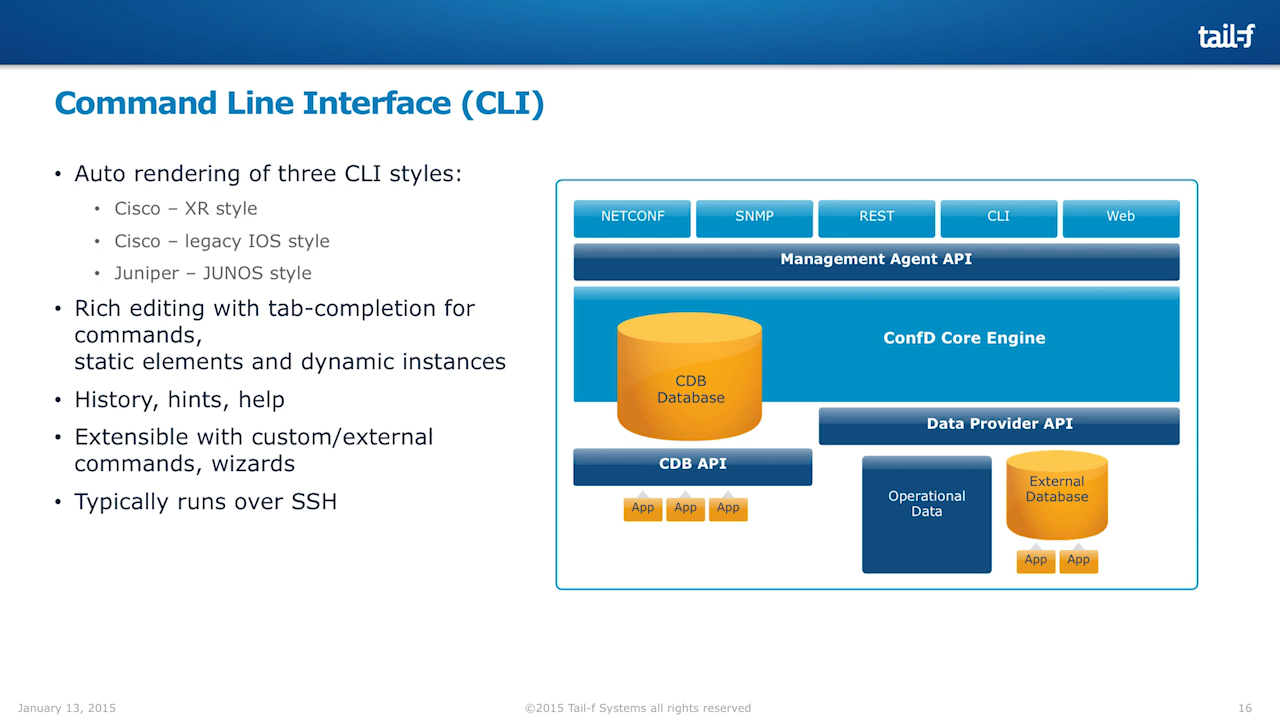 tail-f
Command Line Interface (CLI)
• Auto rendering of three CLI styles:
• Cisco – XR style
• Cisco – legacy IOS style
• Juniper – JUNOS style
• Rich editing with tab-completion for
commands,
static elements and dynamic instances
• History, hints, help
• Extensible with custom/external
commands, wizards
• Typically runs over SSH
NETCONF
SNMP
REST
CLI
Web
Management Agent API
ConfD Core Engine
CDB
Database
Data Provider API
CDB API
App
App
App
Operational
Data
External
Database
App
App
January 13, 2015
©2015 Tail-f Systems all rights reserved
16